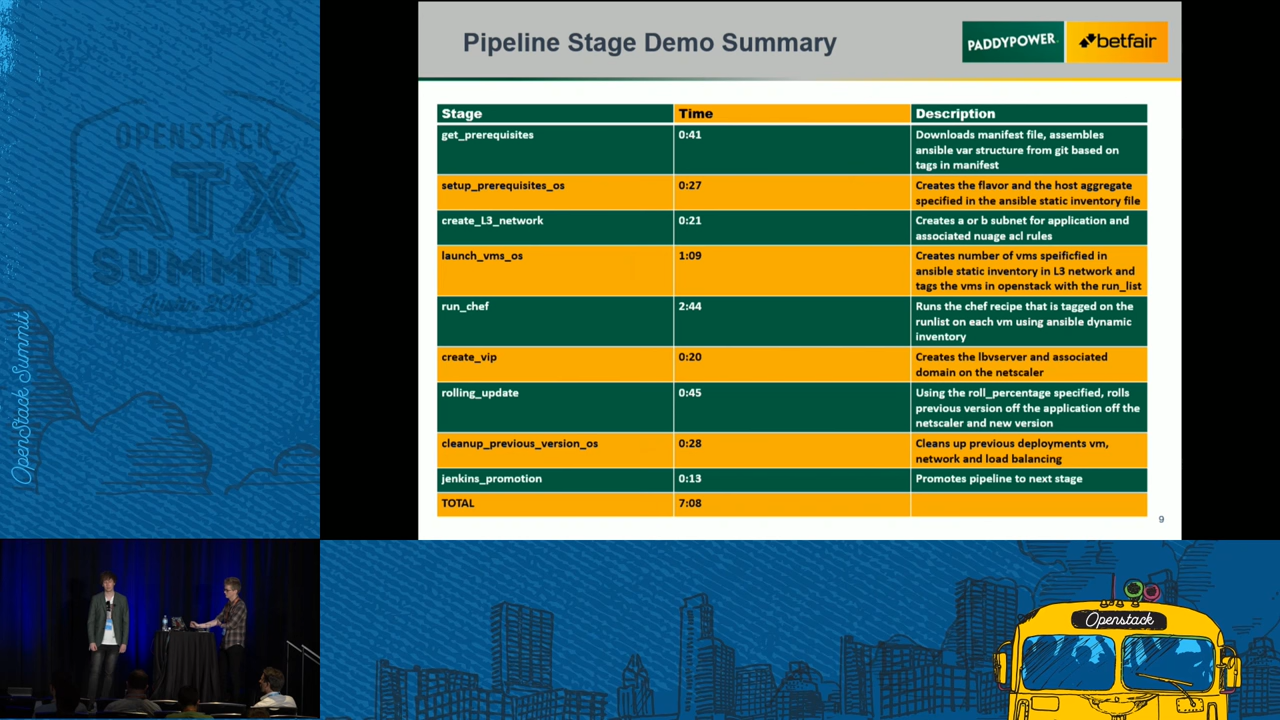 Pipeline Stage Demo Summary
PADDYPOWER.
betfair
Stage Time Description
get_prerequisites 0:41 Downloads manifest file, assembles
ansible var structure from git based on
tags in manifest
setup_prerequisites_os 0:27 Creates the flavor and the host aggregate
specified in the ansible static inventory file
create_L3_network 0:21 Creates a or b subnet for application and
associated nuage acl rules
launch_vms_os 1:09 Creates number of vms speificfied in
ansible static inventory in L3 network and
tags the vms in openstack with the run_list
run_chef 2:44 Runs the chef recipe that is tagged on the
runlist on each vm using ansible dynamic
inventory
create_vip 0:20 Creates the lbvserver and associated
domain on the netscaler
rolling_update 0:45 Using the roll_percentage specified, rolls
previous version off the application off the
netscaler and new version
cleanup_previous_version_os 0:28 Cleans up previous deployments vm,
network and load balancing
jenkins_promotion 0:13 Promotes pipeline to next stage
TOTAL 7:08
9
OPENSTACK
ATX
SUMMIT
OpenStack Summit
Openstack